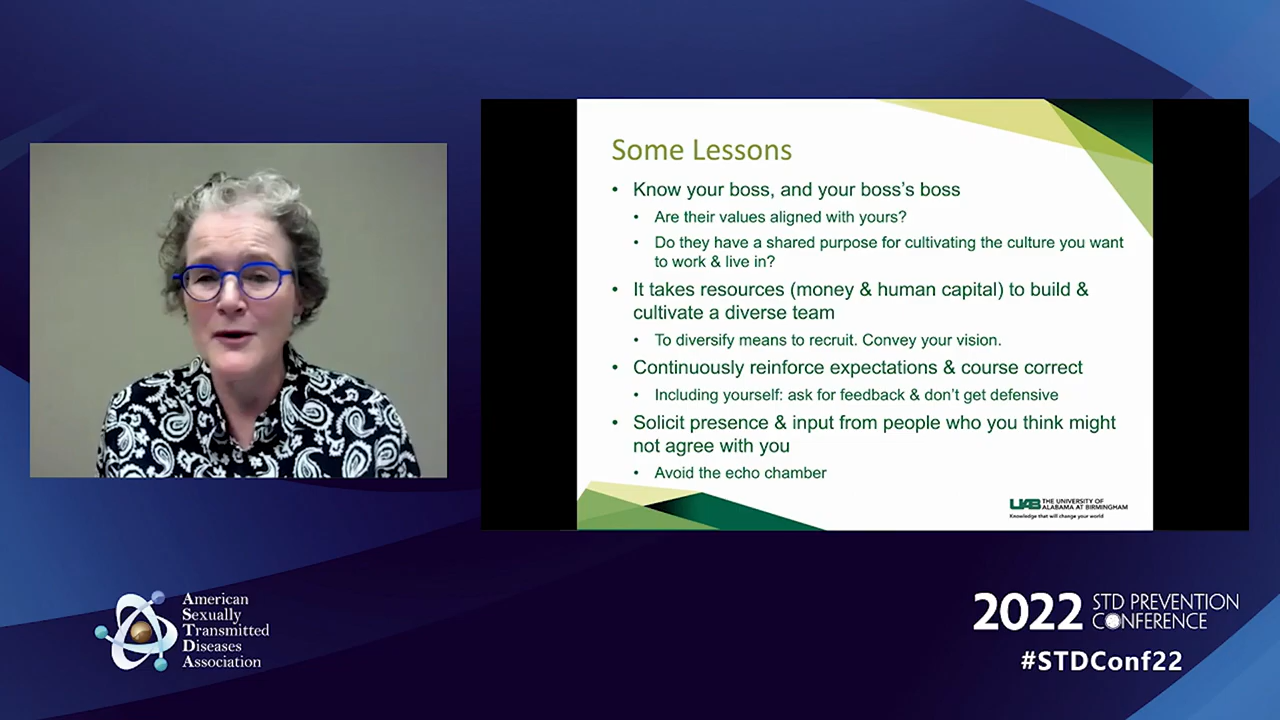 Some Lessons
• Know your boss, and your boss's boss
• Are their values aligned with yours?
• Do they have a shared purpose for cultivating the culture you want
to work & live in?
• It takes resources (money & human capital) to build &
cultivate a diverse team
• To diversify means to recruit. Convey your vision.
• Continuously reinforce expectations & course correct
• Including yourself: ask for feedback & don't get defensive
• Solicit presence & input from people who you think might
not agree with you
• Avoid the echo chamber
UAB THE UNIVERSITY OF
ALABAMA AT BIRMINGHAM
Knowledge that will change your world
American
Sexually
Transmitted
Diseases
Association
2022 STD PREVENTION
CONFERENCE
#STDConf22